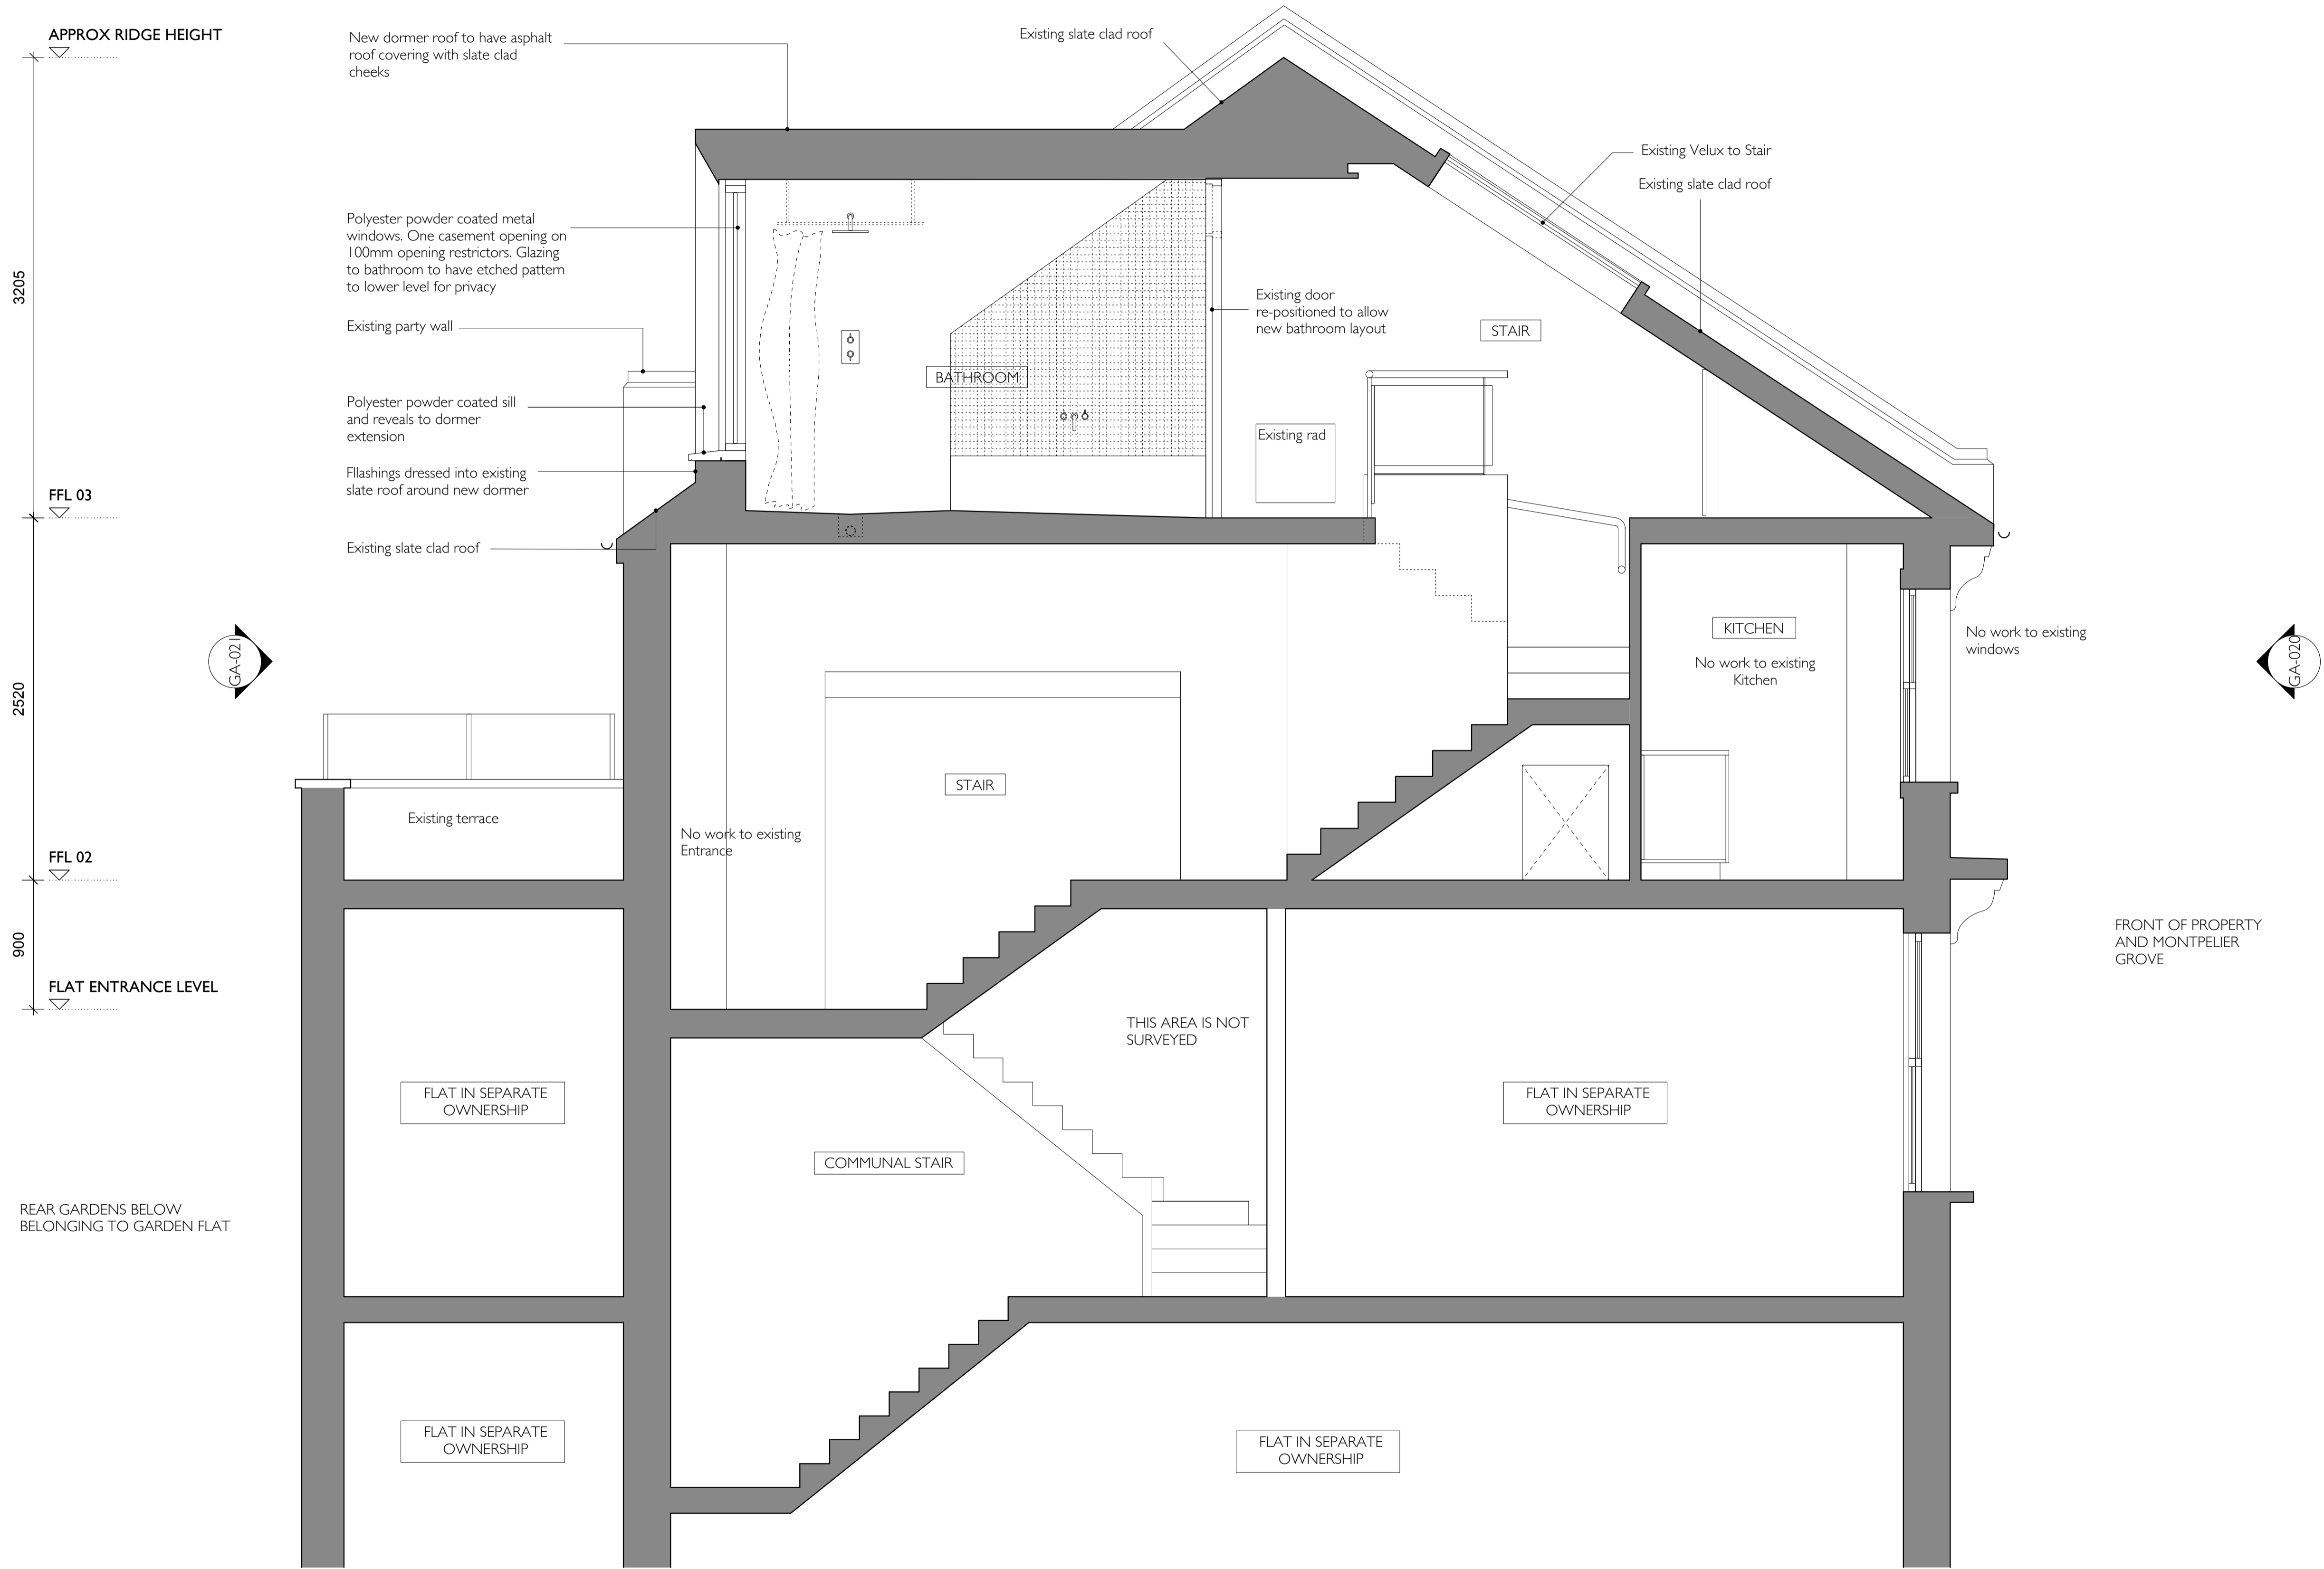 APPROX RIDGE HEIGHT
New dormer roof to have asphalt
roof covering with slate clad
cheeks
Existing slate clad roof
Existing Velux to Stair
Existing slate clad roof
Polyester powder coated metal
windows. One casement opening on
100mm opening restrictors. Glazing
to bathroom to have etched pattern
to lower level for privacy
3205
Existing party wall
Existing door
re-positioned to allow
new bathroom layout
STAIR
BATHROOM
Polyester powder coated sill
and reveals to dormer
extension
Existing rad
Fllashings dressed into existing
slate roof around new dormer
FFL 03
Existing slate clad roof
GA-021
KITCHEN
No work to existing
Kitchen
No work to existing
windows
GA-020
2520
STAIR
Existing terrace
No work to existing
Entrance
FFL 02
900
FRONT OF PROPERTY
AND MONTPELIER
GROVE
FLAT ENTRANCE LEVEL
THIS AREA IS NOT
SURVEYED
FLAT IN SEPARATE
OWNERSHIP
FLAT IN SEPARATE
OWNERSHIP
COMMUNAL STAIR
REAR GARDENS BELOW
BELONGING TO GARDEN FLAT
FLAT IN SEPARATE
OWNERSHIP
FLAT IN SEPARATE
OWNERSHIP